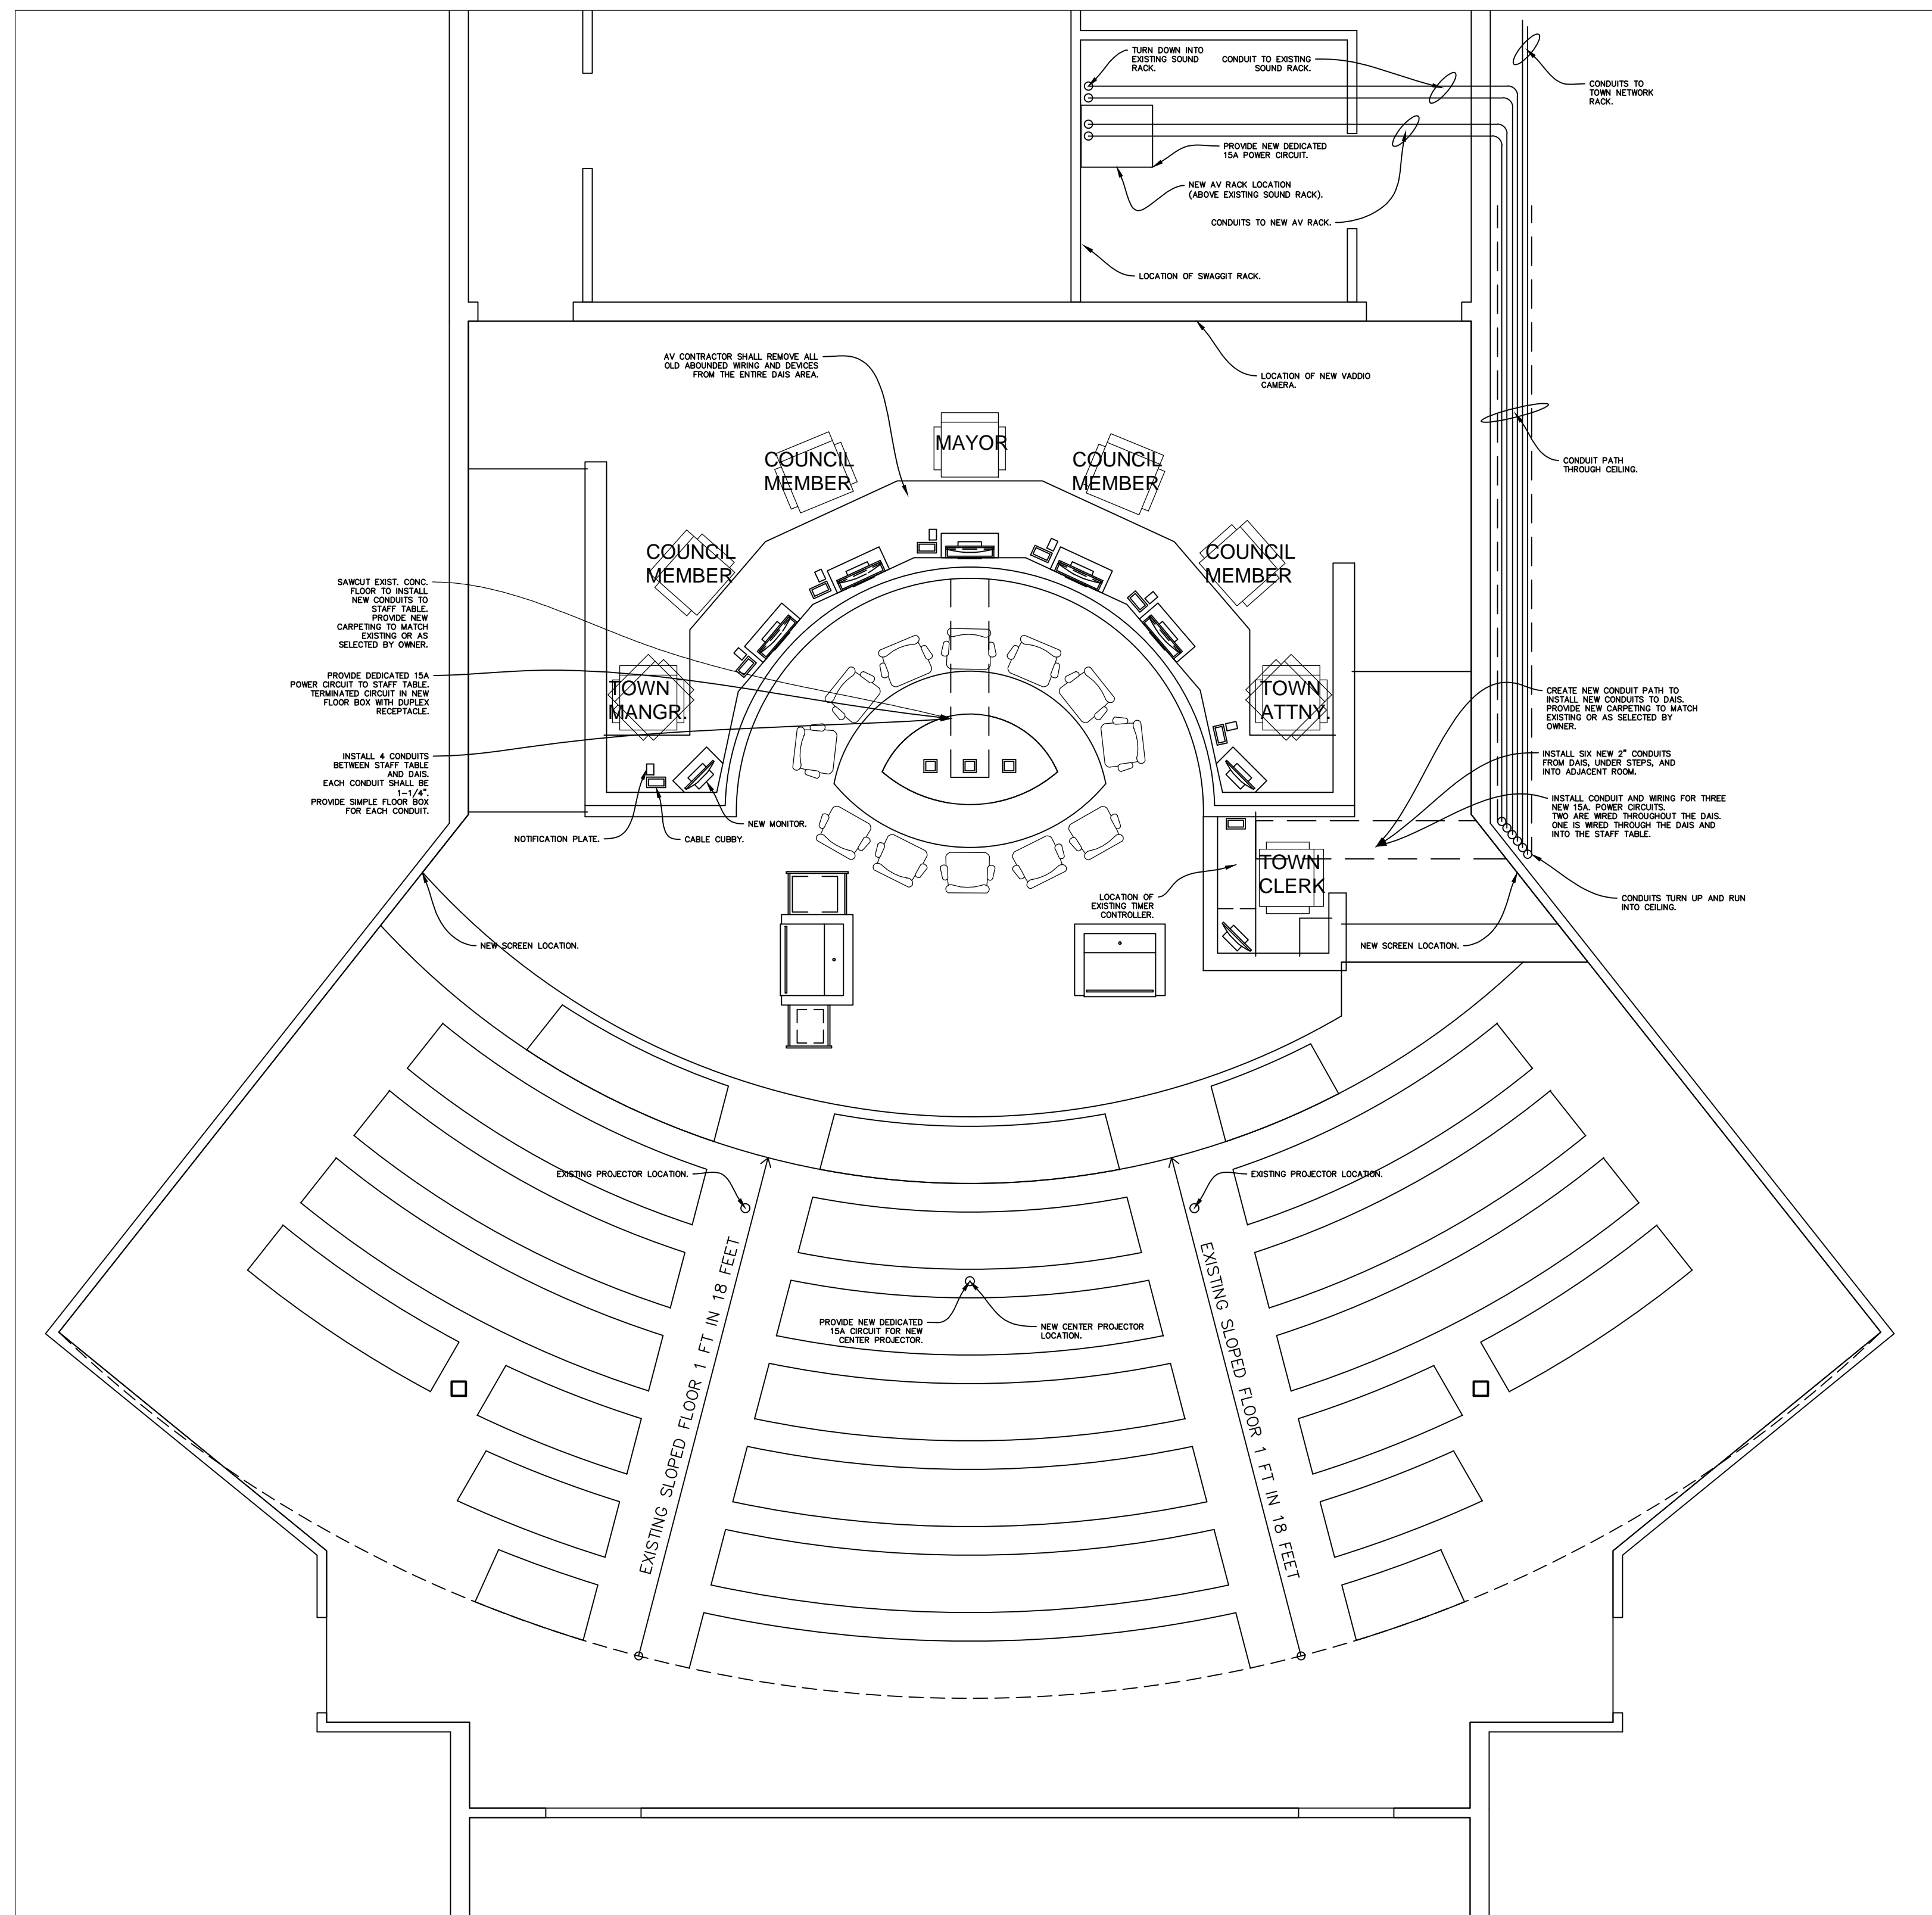 TURN DOWN INTO
EXISTING SOUND
RACK.
CONDUIT TO EXISTING
SOUND RACK.
CONDUITS TO
TOWN NETWORK
RACK.
PROVIDE NEW DEDICATED
15A POWER CIRCUIT.
NEW AV RACK LOCATION
(ABOVE EXISTING SOUND RACK).
CONDUITS TO NEW AV RACK.
LOCATION OF SWAGGIT RACK.
AV CONTRACTOR SHALL REMOVE ALL
OLD ABOUNDED WIRING AND DEVICES
FROM THE ENTIRE DAIS AREA.
LOCATION OF NEW VADDIO
CAMERA.
CONDUIT PATH
THROUGH CEILING.
MAYOR
COUNCIL
MEMBER
COUNCIL
MEMBER
COUNCIL
MEMBER
COUNCIL
MEMBER
SAWCUT EXIST. CONC.
FLOOR TO INSTALL
NEW CONDUITS TO
STAFF TABLE.
PROVIDE NEW
CARPETING TO MATCH
EXISTING OR AS
SELECTED BY OWNER.
PROVIDE DEDICATED 15A
POWER CIRCUIT TO STAFF TABLE.
TERMINATED CIRCUIT IN NEW
FLOOR BOX WITH DUPLEX
RECEPTACLE.
TOWN
MANGR.
TOWN
ATTNY.
CREATE NEW CONDUIT PATH TO
INSTALL NEW CONDUITS TO DAIS.
PROVIDE NEW CARPETING TO MATCH
EXISTING OR AS SELECTED BY
OWNER.
INSTALL 4 CONDUITS
BETWEEN STAFF TABLE
AND DAIS.
EACH CONDUIT SHALL BE
1-1/4".
PROVIDE SIMPLE FLOOR BOX
FOR EACH CONDUIT.
INSTALL SIX NEW 2" CONDUITS
FROM DAIS, UNDER STEPS, AND
INTO ADJACENT ROOM.
INSTALL CONDUIT AND WIRING FOR THREE
NEW 15A. POWER CIRCUITS.
TWO ARE WIRED THROUGHOUT THE DAIS.
ONE IS WIRED THROUGH THE DAIS AND
INTO THE STAFF TABLE.
NOTIFICATION PLATE.
CABLE CUBBY.
NEW MONITOR.
TOWN
CLERK
LOCATION OF
EXISTING TIMER
CONTROLLER.
CONDUITS TURN UP AND RUN
INTO CEILING.
NEW SCREEN LOCATION.
NEW SCREEN LOCATION.
EXISTING PROJECTOR LOCATION.
EXISTING PROJECTOR LOCATION.
EXISTING SLOPED FLOOR 1 FT IN 18 FEET
EXISTING SLOPED FLOOR 1 FT IN 18 FEET
PROVIDE NEW DEDICATED
15A CIRCUIT FOR NEW
CENTER PROJECTOR.
NEW CENTER PROJECTOR
LOCATION.